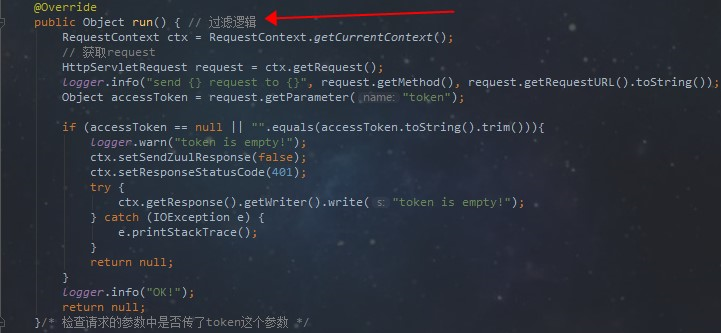 @Override
public Object run() { // 过滤逻辑
RequestContext ctx = RequestContext.getCurrentContext();
// 获取request
HttpServletRequest request = ctx.getRequest();
logger.info("send {} request to {}", request.getMethod(), request.getRequestURL().toString());
Object accessToken = request.getParameter( name: "token");
if (accessToken == null || "".equals(accessToken.toString().trim())){
logger.warn("token is empty!");
ctx.setSendZuulResponse(false);
ctx.setResponseStatusCode(401);
try {
ctx.getResponse().getWriter().write( s: "token is empty!");
} catch (IOException e) {
e.printStackTrace();
}
return null;
}
logger.info("OK!");
return null;
}/* 检查请求的参数中是否传了token这个参数 */